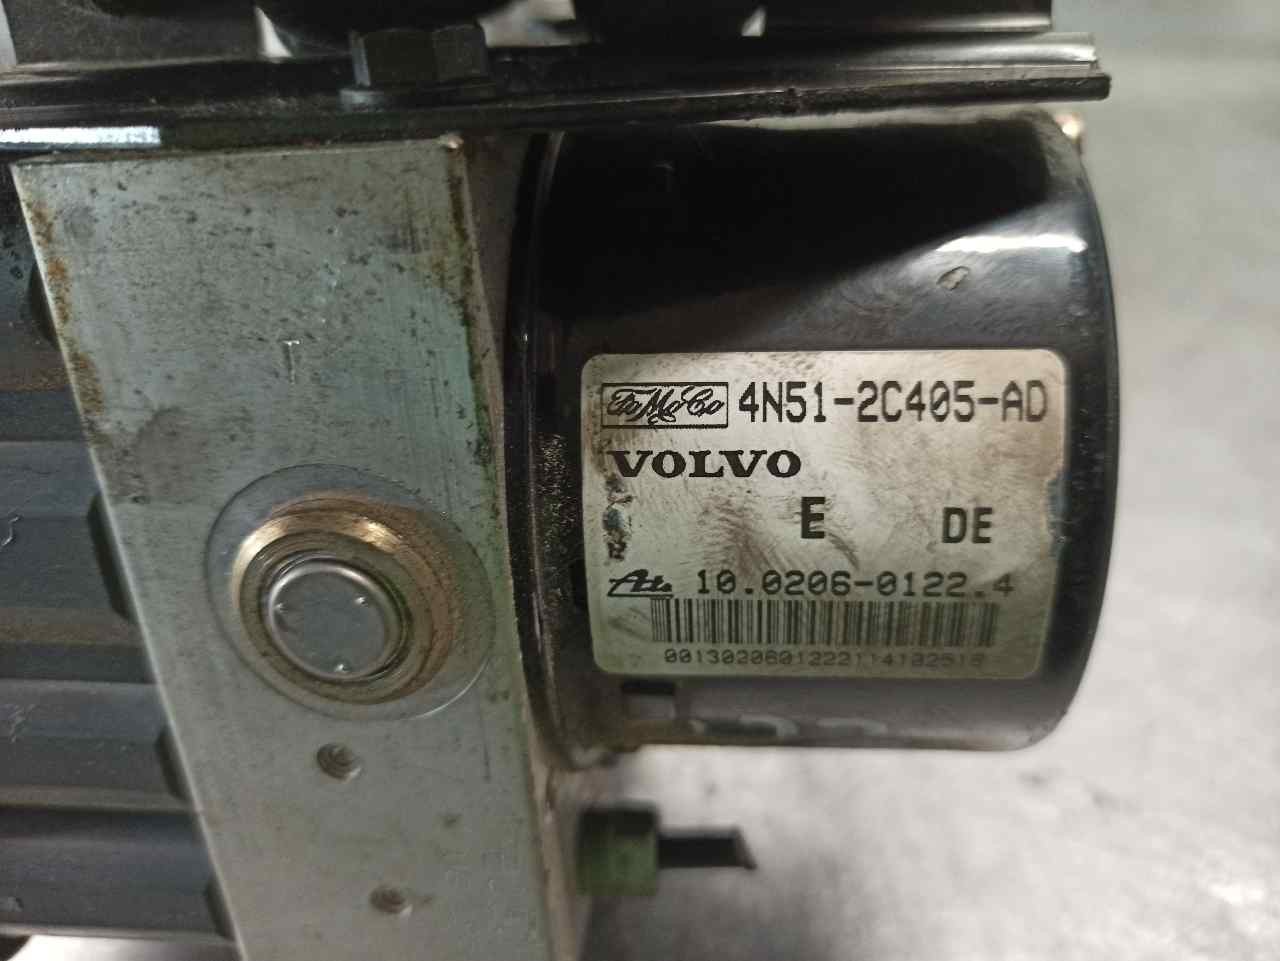 T
FoMoCo 4N51-2C405-AD
VOLVO
E DE
Ate 10.0206-0122.4